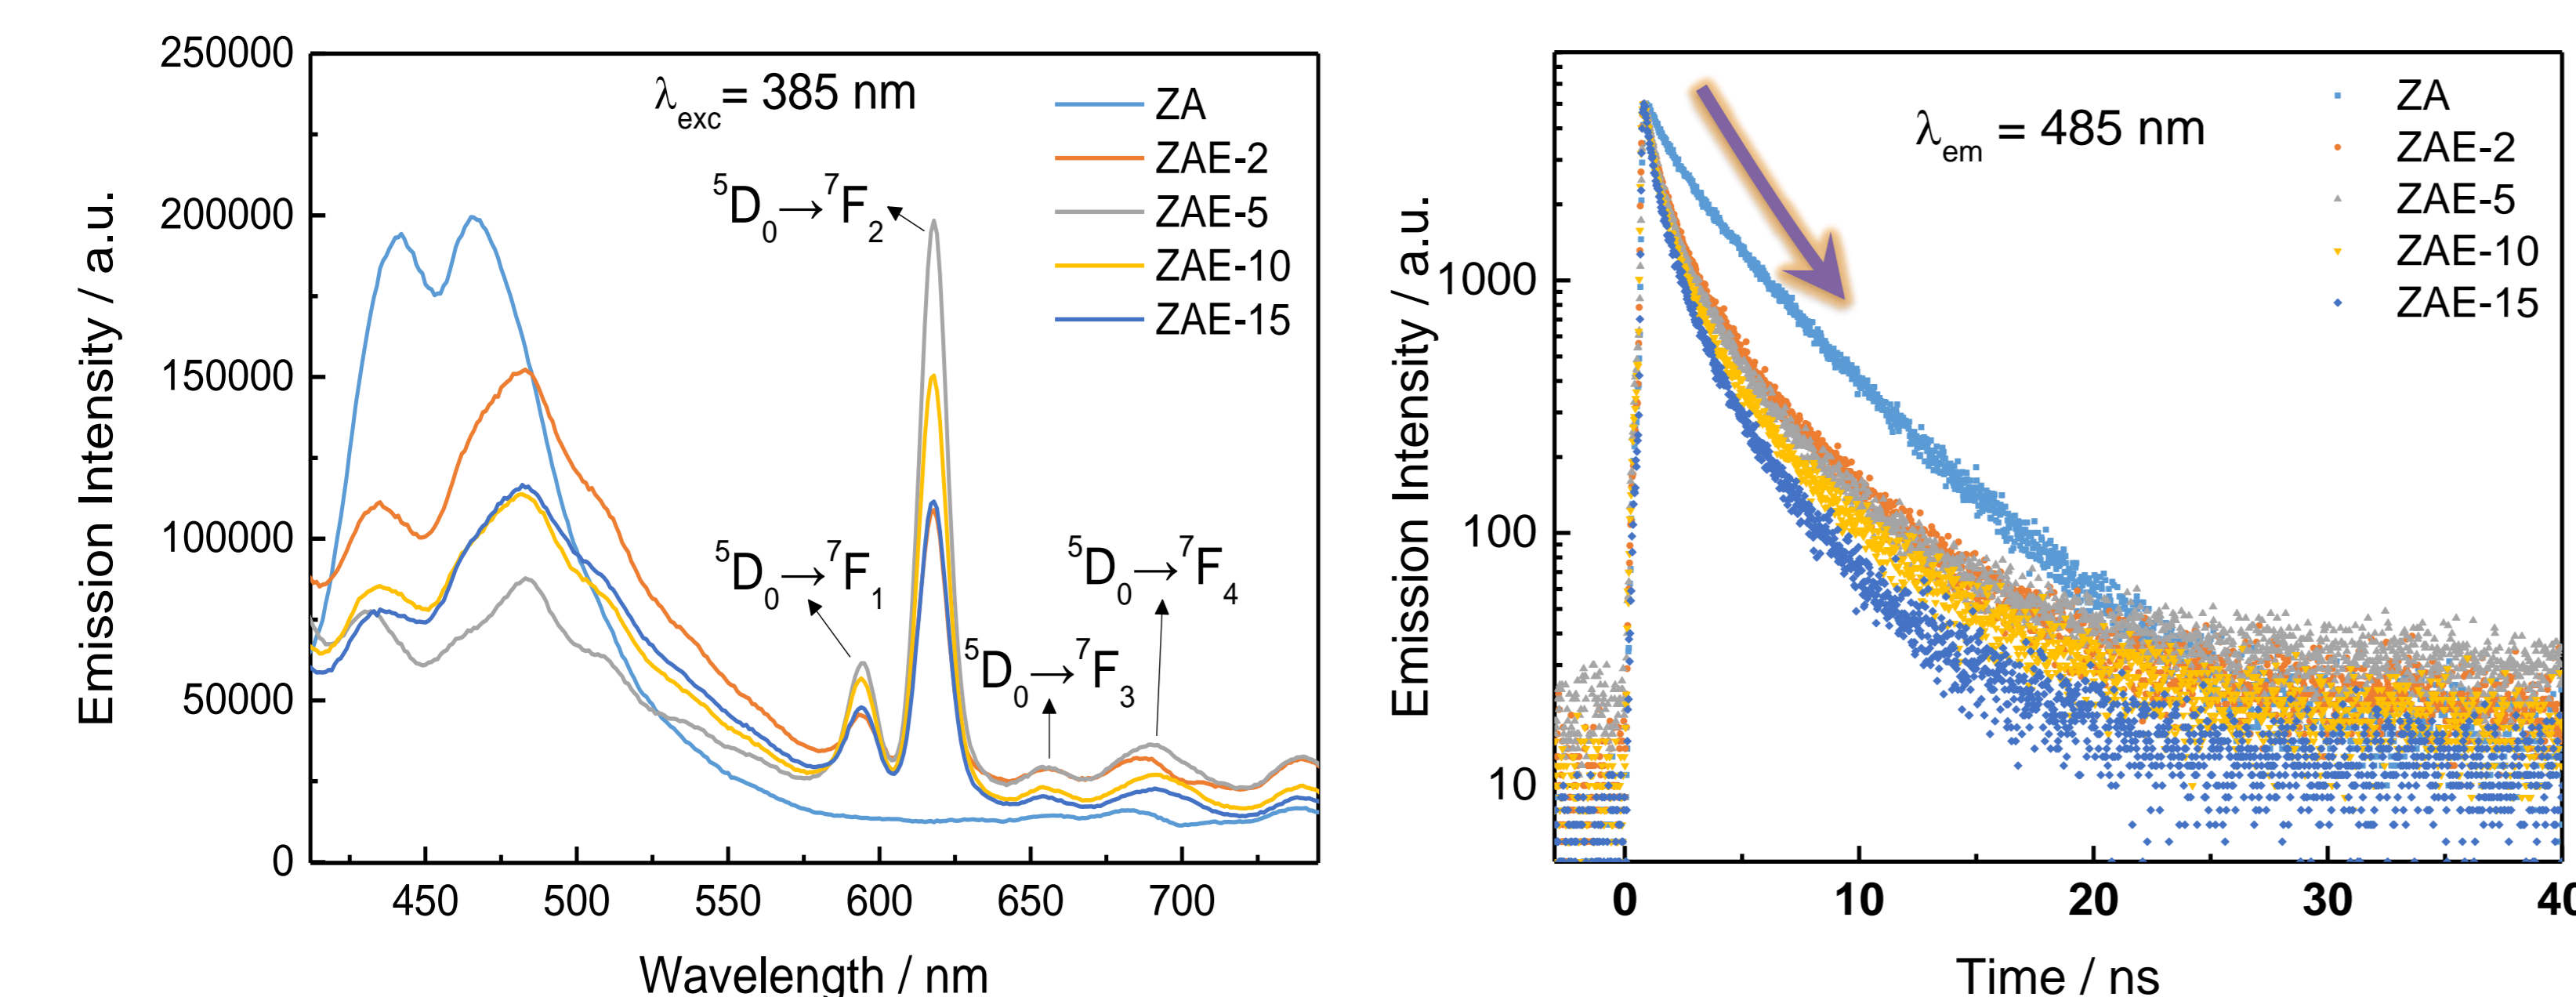 250000
200000
150000
100000
50000
0
Emission Intensity / a.u.
λexc= 385 nm
ZA
ZAE-2
ZAE-5
ZAE-10
ZAE-15
⁵D₀→⁷F₂
⁵D₀→⁷F₁
⁵D₀→⁷F₃
⁵D₀→⁷F₄
450 500 550 600 650 700
Wavelength / nm
1000
100
10
Emission Intensity / a.u.
λem = 485 nm
ZA
ZAE-2
ZAE-5
ZAE-10
ZAE-15
0 10 20 30 40
Time / ns